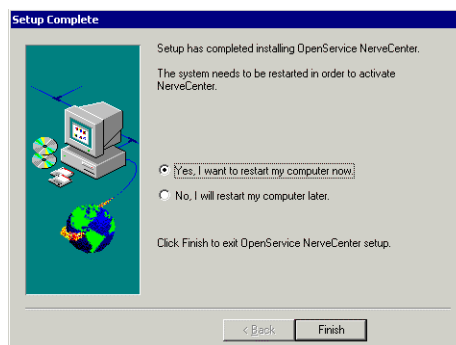 Setup Complete
Setup has completed installing OpenService NerveCenter.
The system needs to be restarted in order to activate
NerveCenter.
Yes, I want to restart my computer now.
No, I will restart my computer later.
Click Finish to exit OpenService NerveCenter setup.
< Back Finish